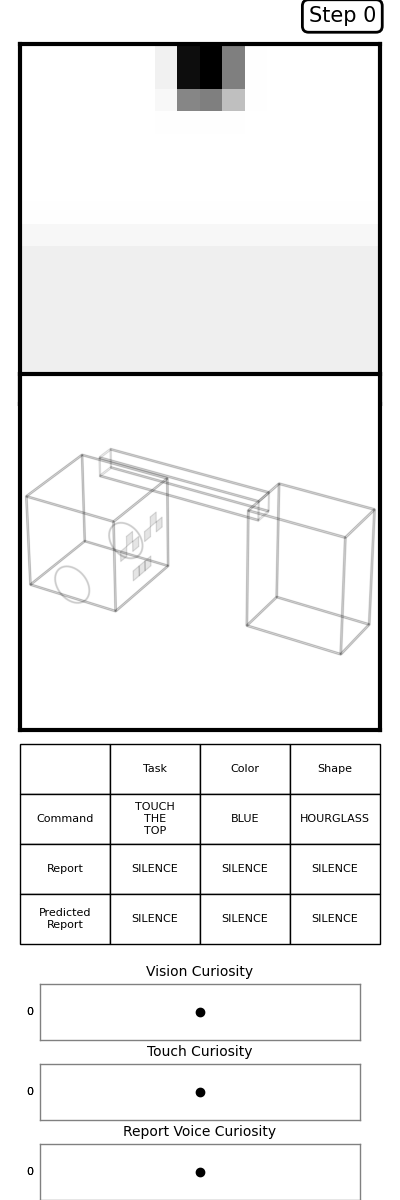 Step 0
Task Color Shape
Command TOUCH THE TOP BLUE HOURGLASS
Report SILENCE SILENCE SILENCE
Predicted Report SILENCE SILENCE SILENCE
Vision Curiosity
0
Touch Curiosity
0
Report Voice Curiosity
0